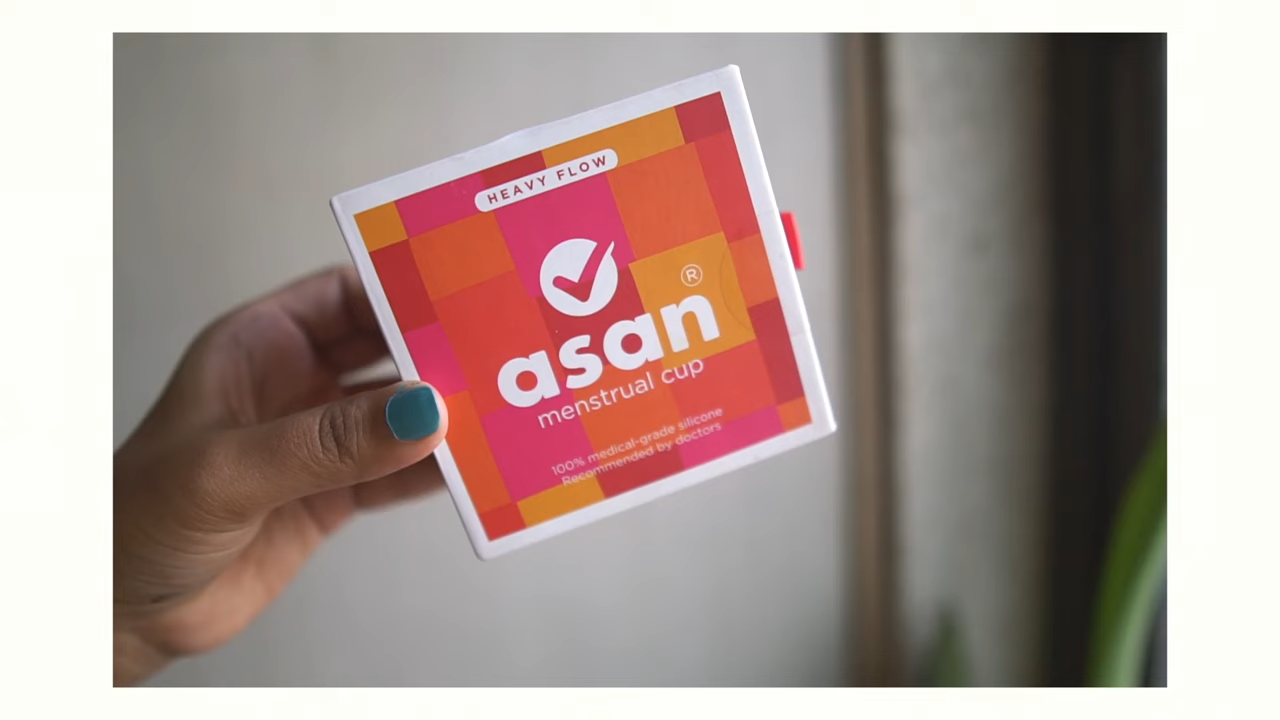 HEAVY FLOW
asan®
menstrual cup
100% medical-grade silicone
Recommended by doctors